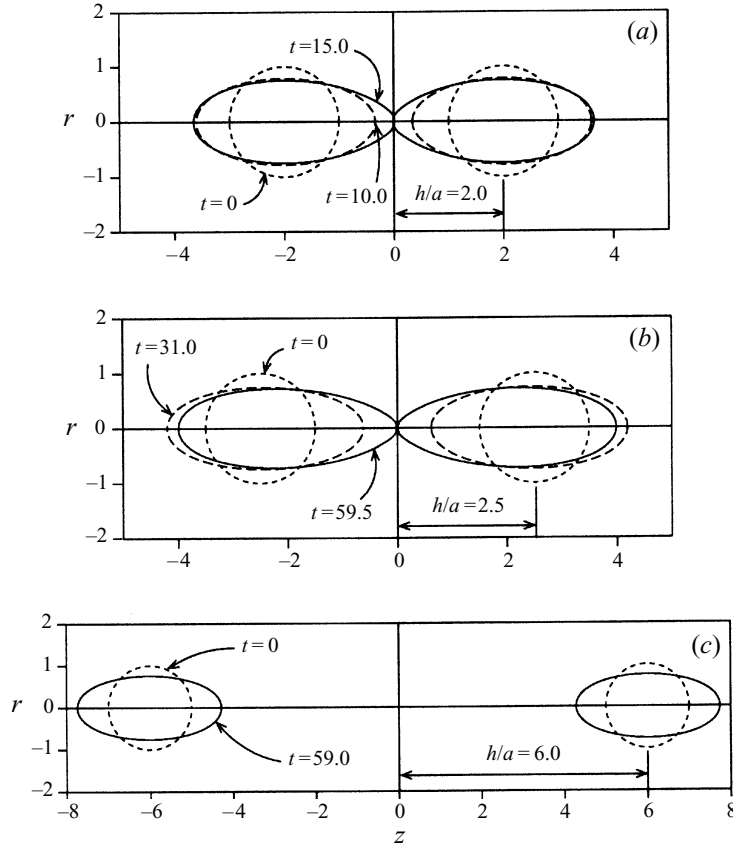 2
(a)
t=15.0
1
r
0
–1
t=0
t=10.0
h/a=2.0
–2
–4
–2
0
2
4
2
(b)
t=31.0
t=0
1
r
0
–1
t=59.5
h/a=2.5
–2
–4
–2
0
2
4
2
(c)
t=0
1
r
0
–1
t=59.0
h/a=6.0
–2
–8
–6
–4
–2
0
2
4
6
8
z